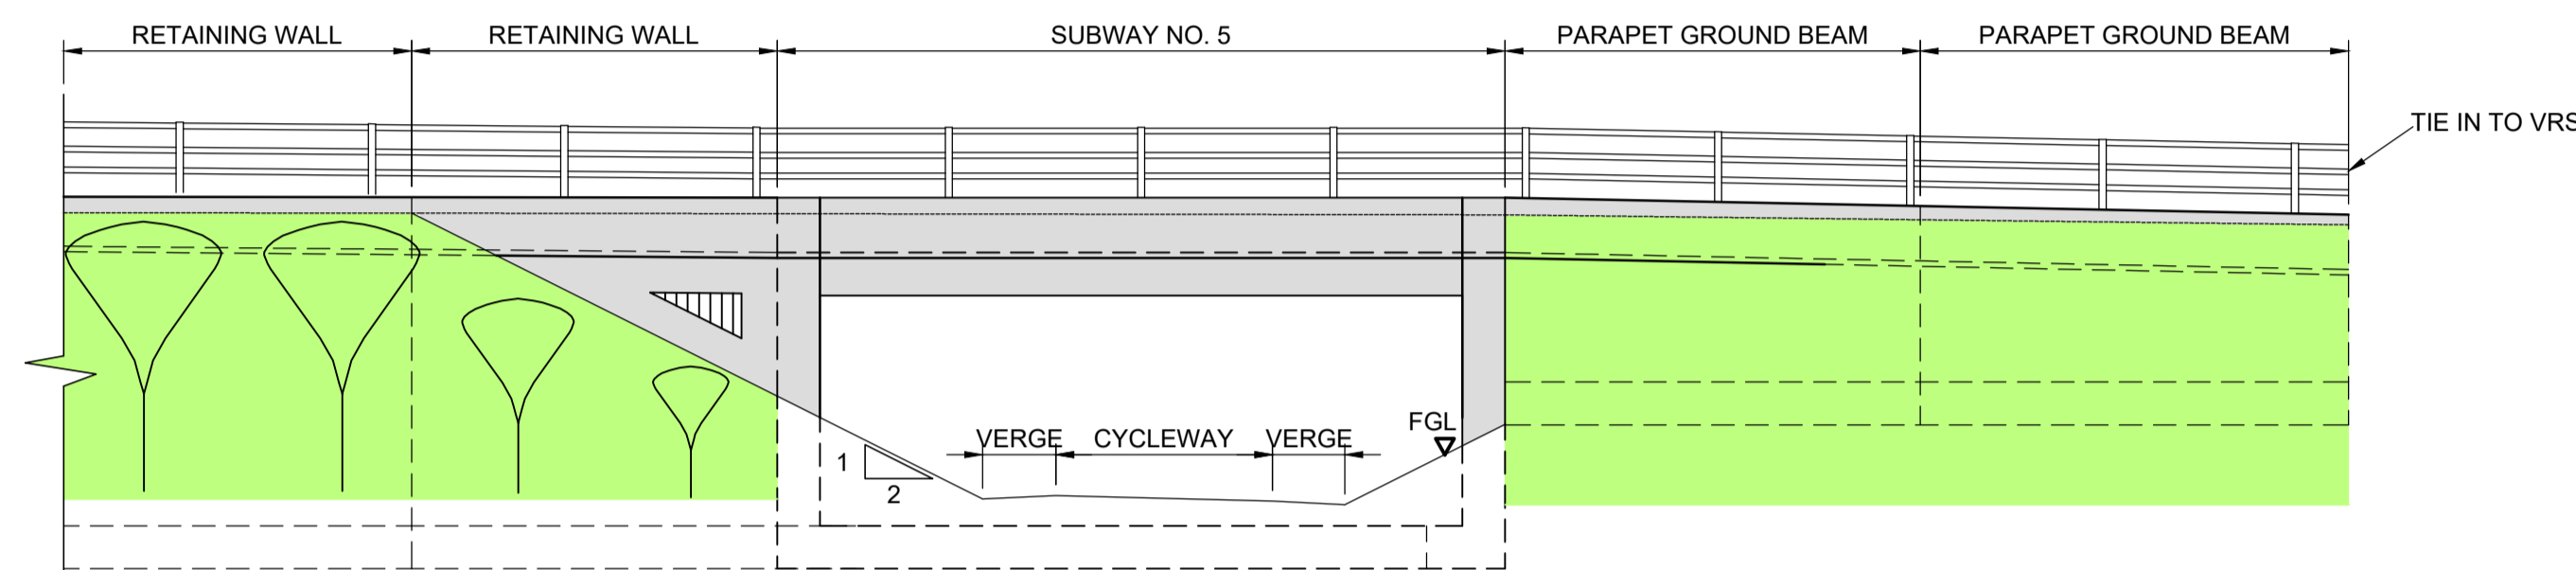 RETAINING WALL
RETAINING WALL
SUBWAY NO. 5
PARAPET GROUND BEAM
PARAPET GROUND BEAM
TIE IN TO VRS
FGL
VERGE
CYCLEWAY
VERGE
1
2